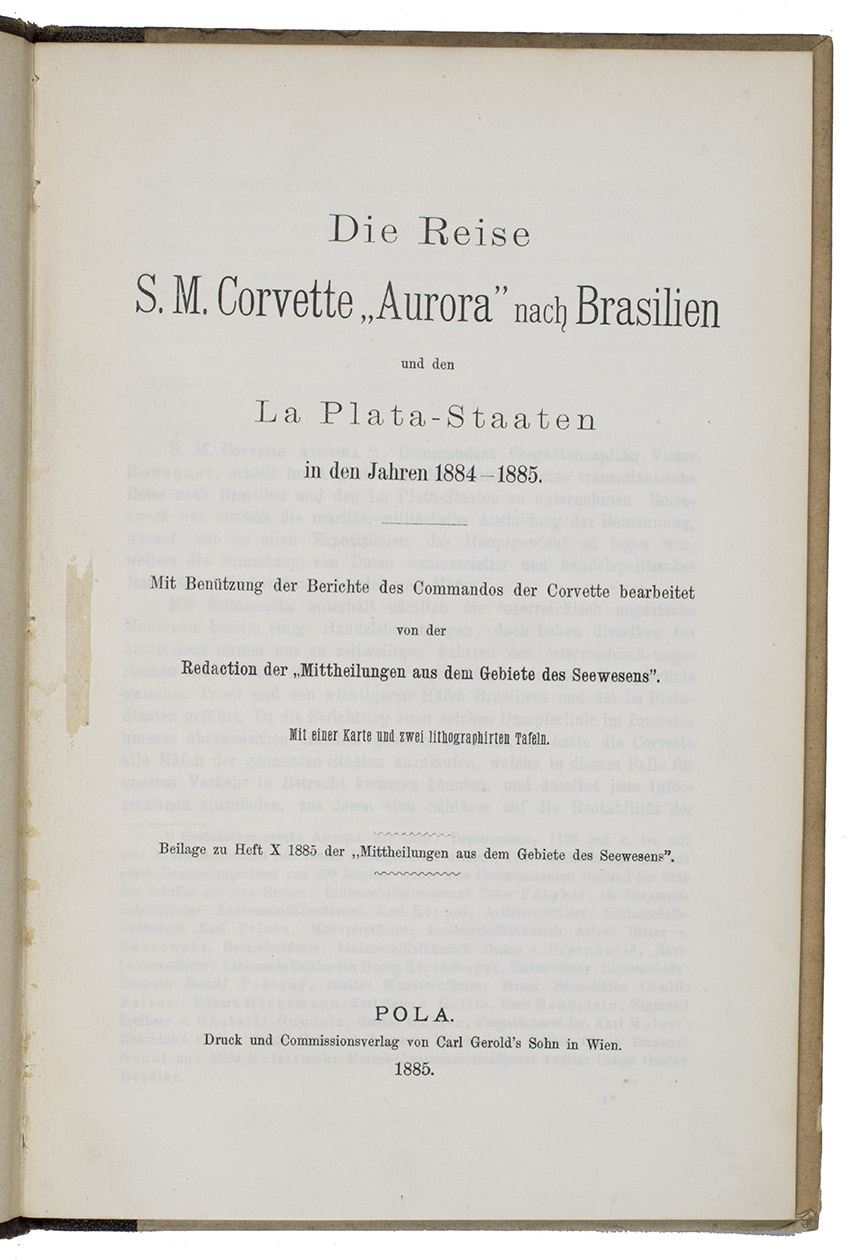 Die Reise
S. M. Corvette „Aurora” nach Brasilien
und den
La Plata-Staaten
in den Jahren 1884–1885.
Mit Benützung der Berichte des Commandos der Corvette bearbeitet
von der
Redaction der „Mittheilungen aus dem Gebiete des Seewesens”.
Mit einer Karte und zwei lithographirten Tafeln.
Beilage zu Heft X 1885 der „Mittheilungen aus dem Gebiete des Seewesens”.
POLA.
Druck und Commissionsverlag von Carl Gerold's Sohn in Wien.
1885.